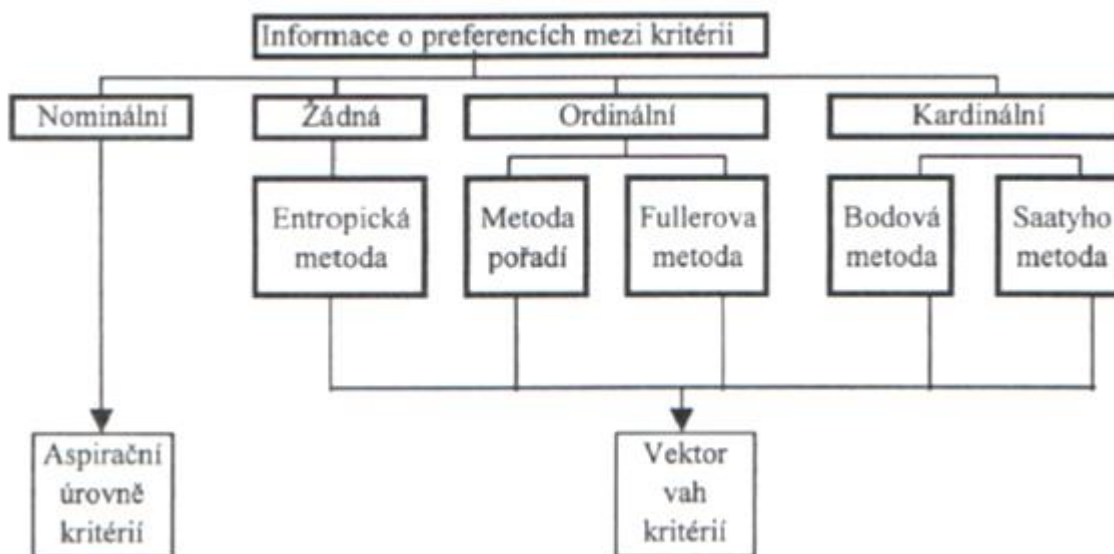 Informace o preferencích mezi kritérii
Nominální
Žádná
Ordinální
Kardinální
Entropická
metoda
Metoda
pořadí
Fullerova
metoda
Bodová
metoda
Saatyho
metoda
Aspirační
úrovně
kritérií
Vektor
vah
kritérií